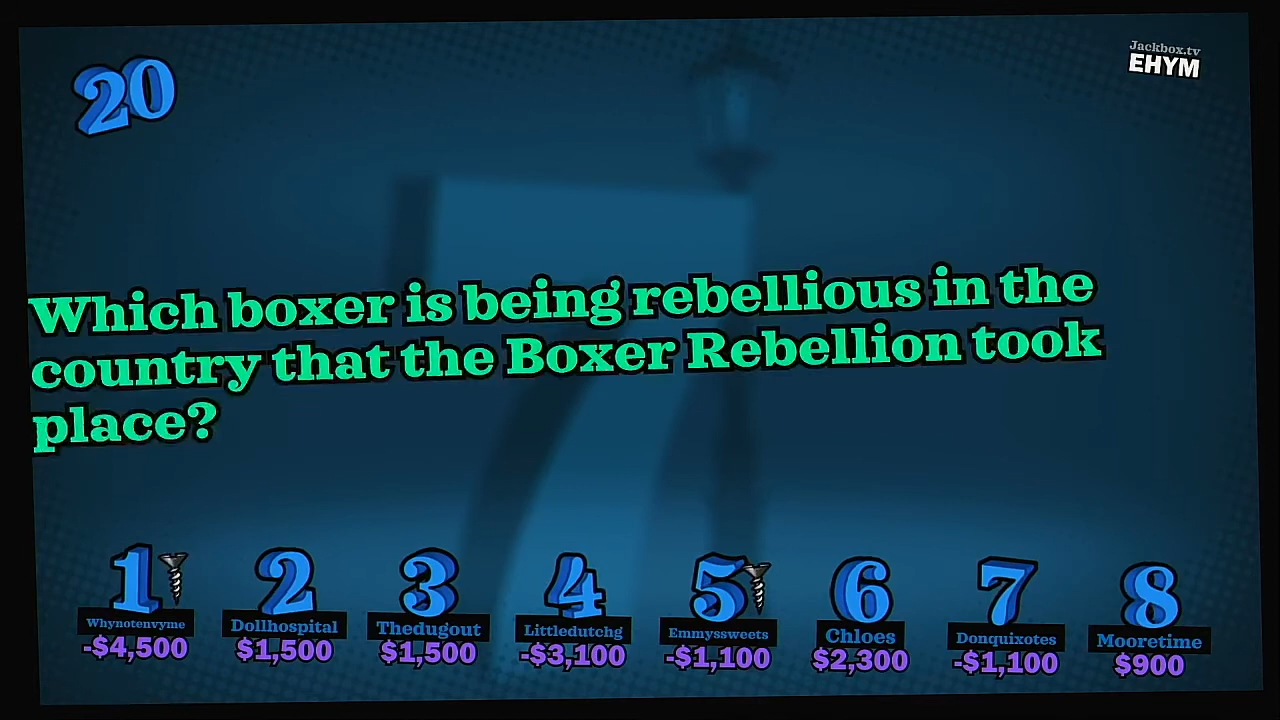 20
Jackbox.tv
EHYM
Which boxer is being rebellious in the
country that the Boxer Rebellion took
place?
1 2 3 4 5 6 7 8
Whynotenvyme Dollhospital Thedugout Littledutchg Emmyssweets Chloes Donquixotes Mooretime
-$4,500 $1,500 $1,500 -$3,100 -$1,100 $2,300 -$1,100 $900